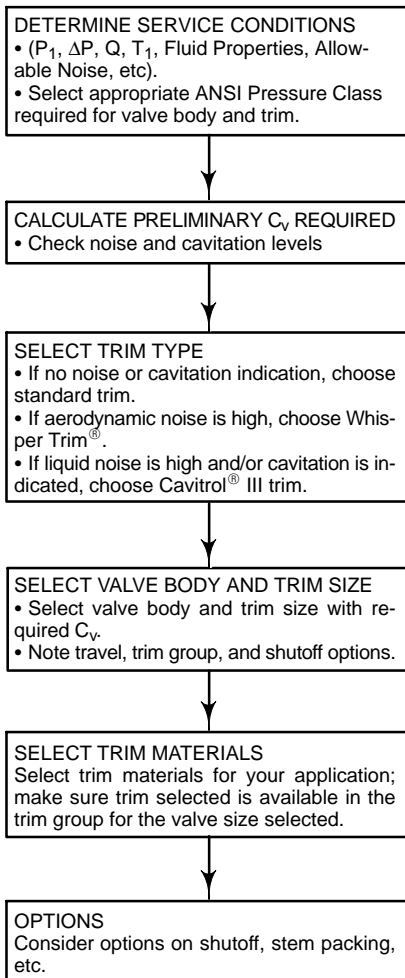 DETERMINE SERVICE CONDITIONS
• (P₁, ΔP, Q, T₁, Fluid Properties, Allow-
able Noise, etc).
• Select appropriate ANSI Pressure Class
required for valve body and trim.
CALCULATE PRELIMINARY Cᵥ REQUIRED
• Check noise and cavitation levels
SELECT TRIM TYPE
• If no noise or cavitation indication, choose
standard trim.
• If aerodynamic noise is high, choose Whis-
per Trim®.
• If liquid noise is high and/or cavitation is in-
dicated, choose Cavitrol® III trim.
SELECT VALVE BODY AND TRIM SIZE
• Select valve body and trim size with re-
quired Cᵥ.
• Note travel, trim group, and shutoff options.
SELECT TRIM MATERIALS
Select trim materials for your application;
make sure trim selected is available in the
trim group for the valve size selected.
OPTIONS
Consider options on shutoff, stem packing,
etc.